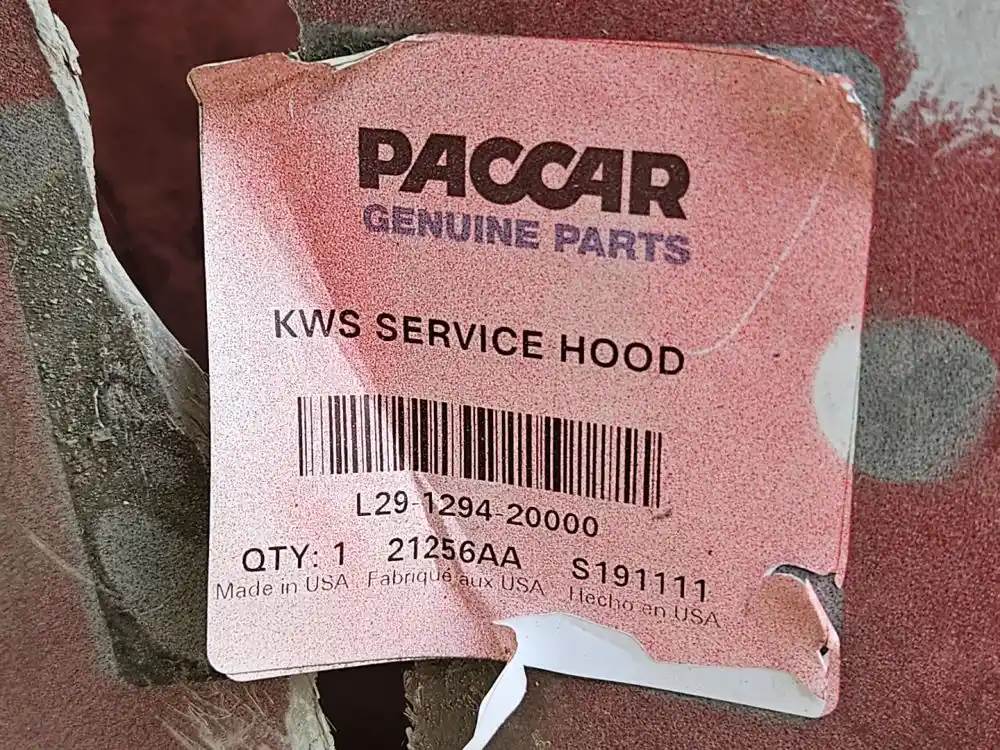 PACCAR
GENUINE PARTS
KWS SERVICE HOOD
L29-1294-20000
QTY: 1 21256AA S191111
Made in USA Fabriqué aux USA Hecho en USA